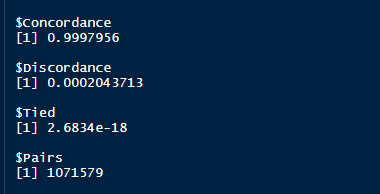 $Concordance
[1] 0.9997956
$Discordance
[1] 0.0002043713
$Tied
[1] 2.6834e-18
$Pairs
[1] 1071579